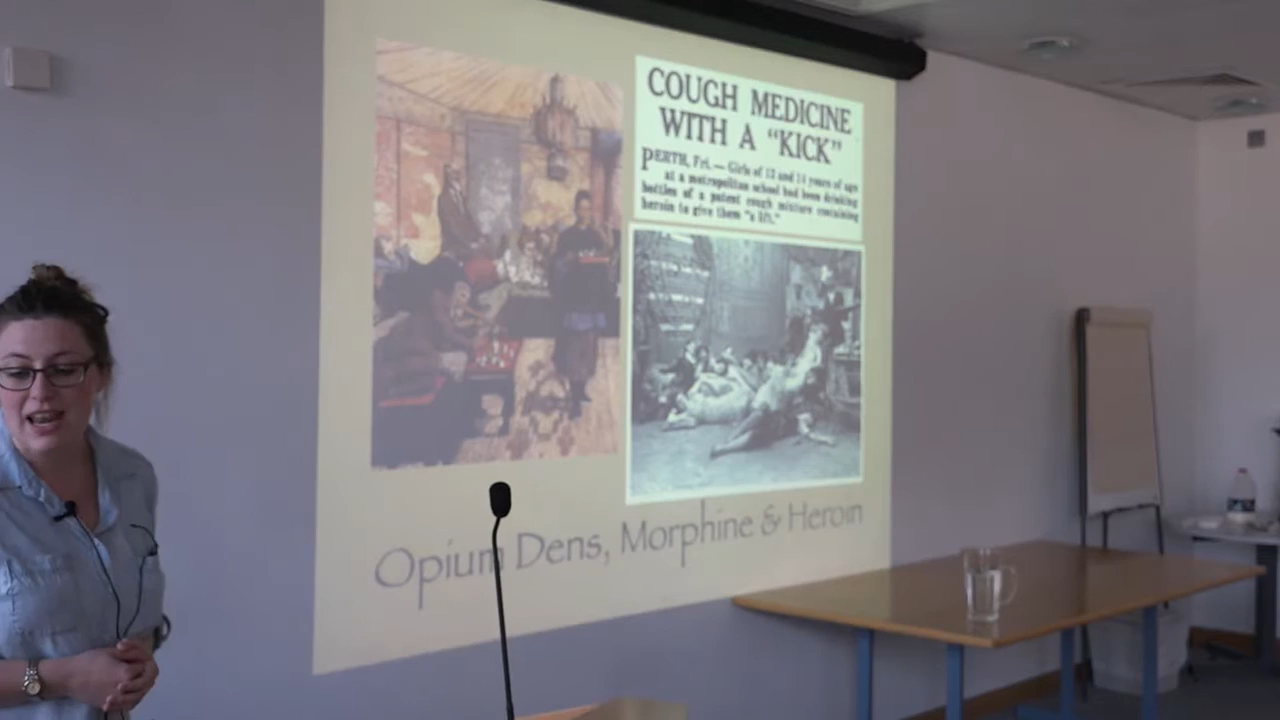 COUGH MEDICINE
WITH A "KICK"
PERTH, Fri. — Girls of 13 and 14 years of age
at a metropolitan school had been drinking
bottles of a patent cough mixture containing
heroin to give them "a lift."
Opium Dens, Morphine & Heroin